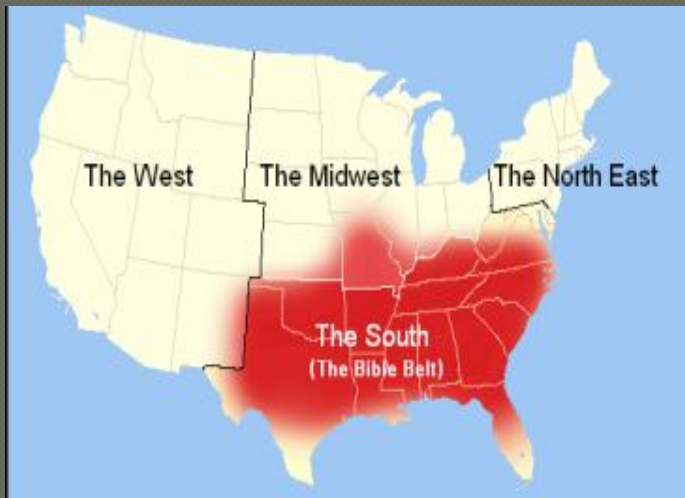 The West
The Midwest
The North East
The South
(The Bible Belt)